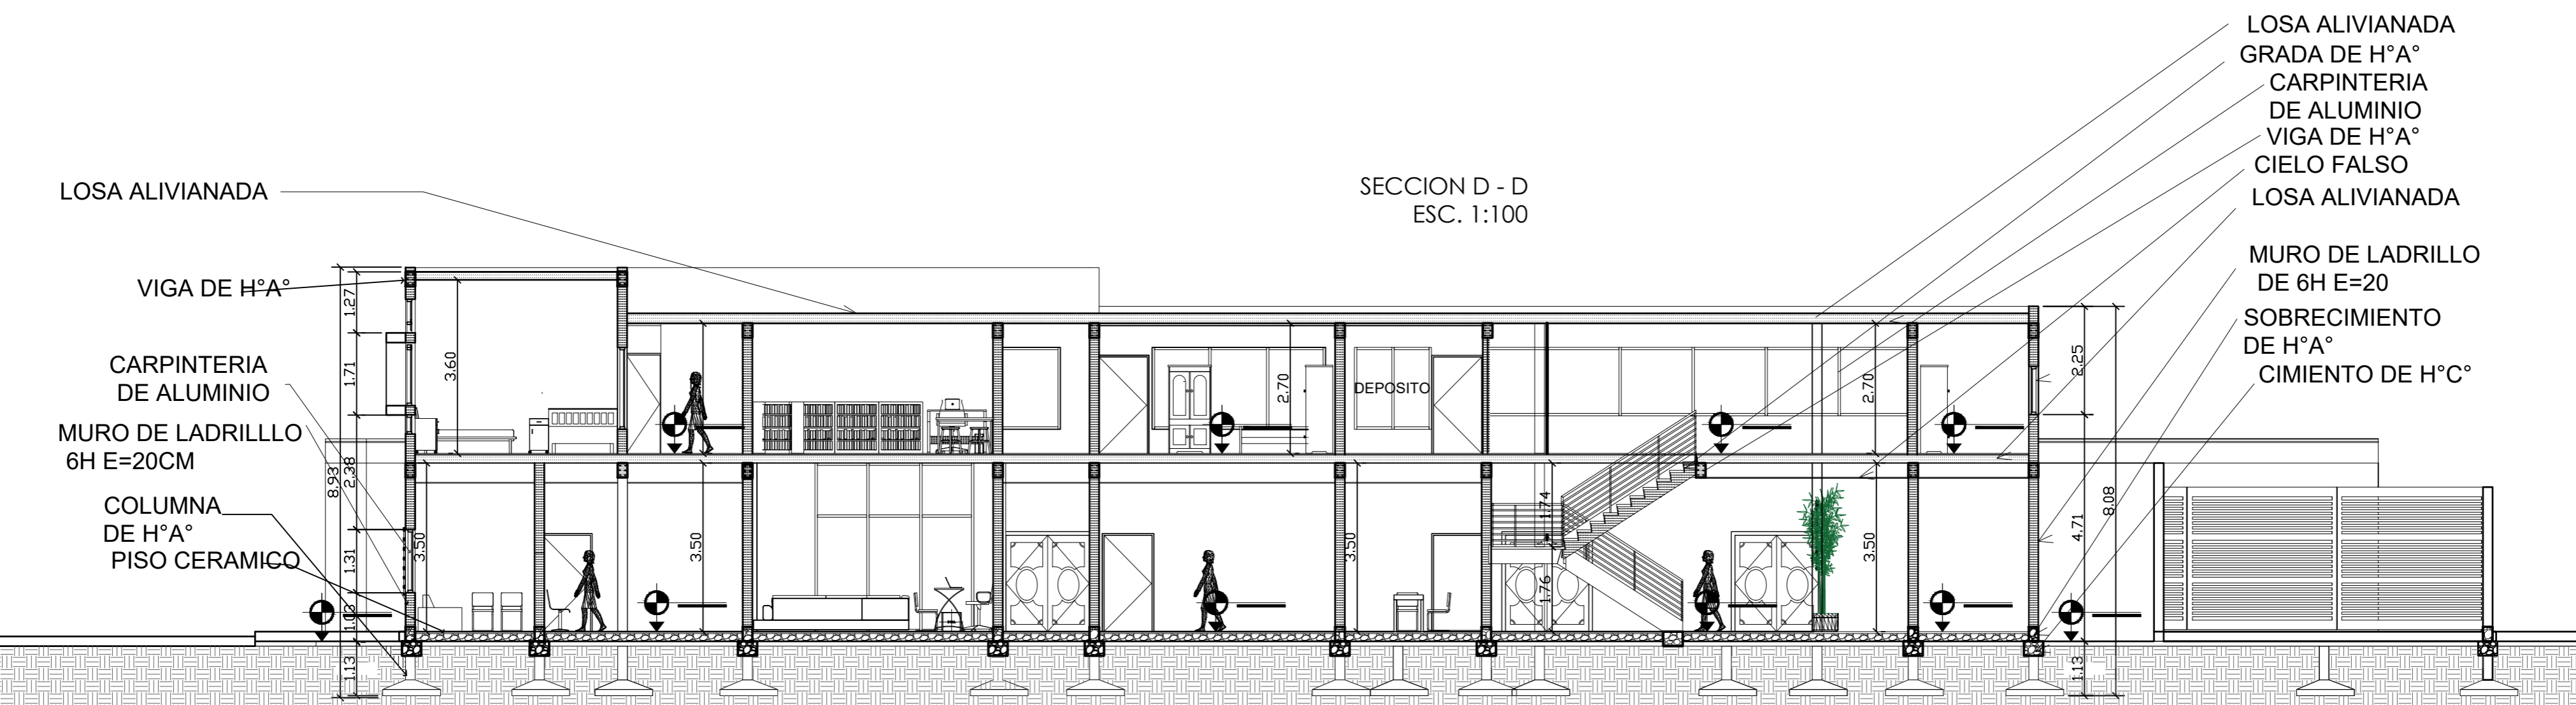 LOSA ALIVIANADA
GRADA DE H°A°
CARPINTERIA
DE ALUMINIO
VIGA DE H°A°
CIELO FALSO
LOSA ALIVIANADA
MURO DE LADRILLO
DE 6H E=20
SOBRECIMIENTO
DE H°A°
CIMIENTO DE H°C°
SECCION D - D
ESC. 1:100
LOSA ALIVIANADA
VIGA DE H°A°
CARPINTERIA
DE ALUMINIO
MURO DE LADRILLLO
6H E=20CM
COLUMNA
DE H°A°
PISO CERAMICO
8.93
1.27
1.71
2.38
1.31
1.03
1.13
3.60
3.50
3.50
2.70
DEPOSITO
3.50
1.74
1.76
2.70
3.50
2.25
4.71
8.08
1.13